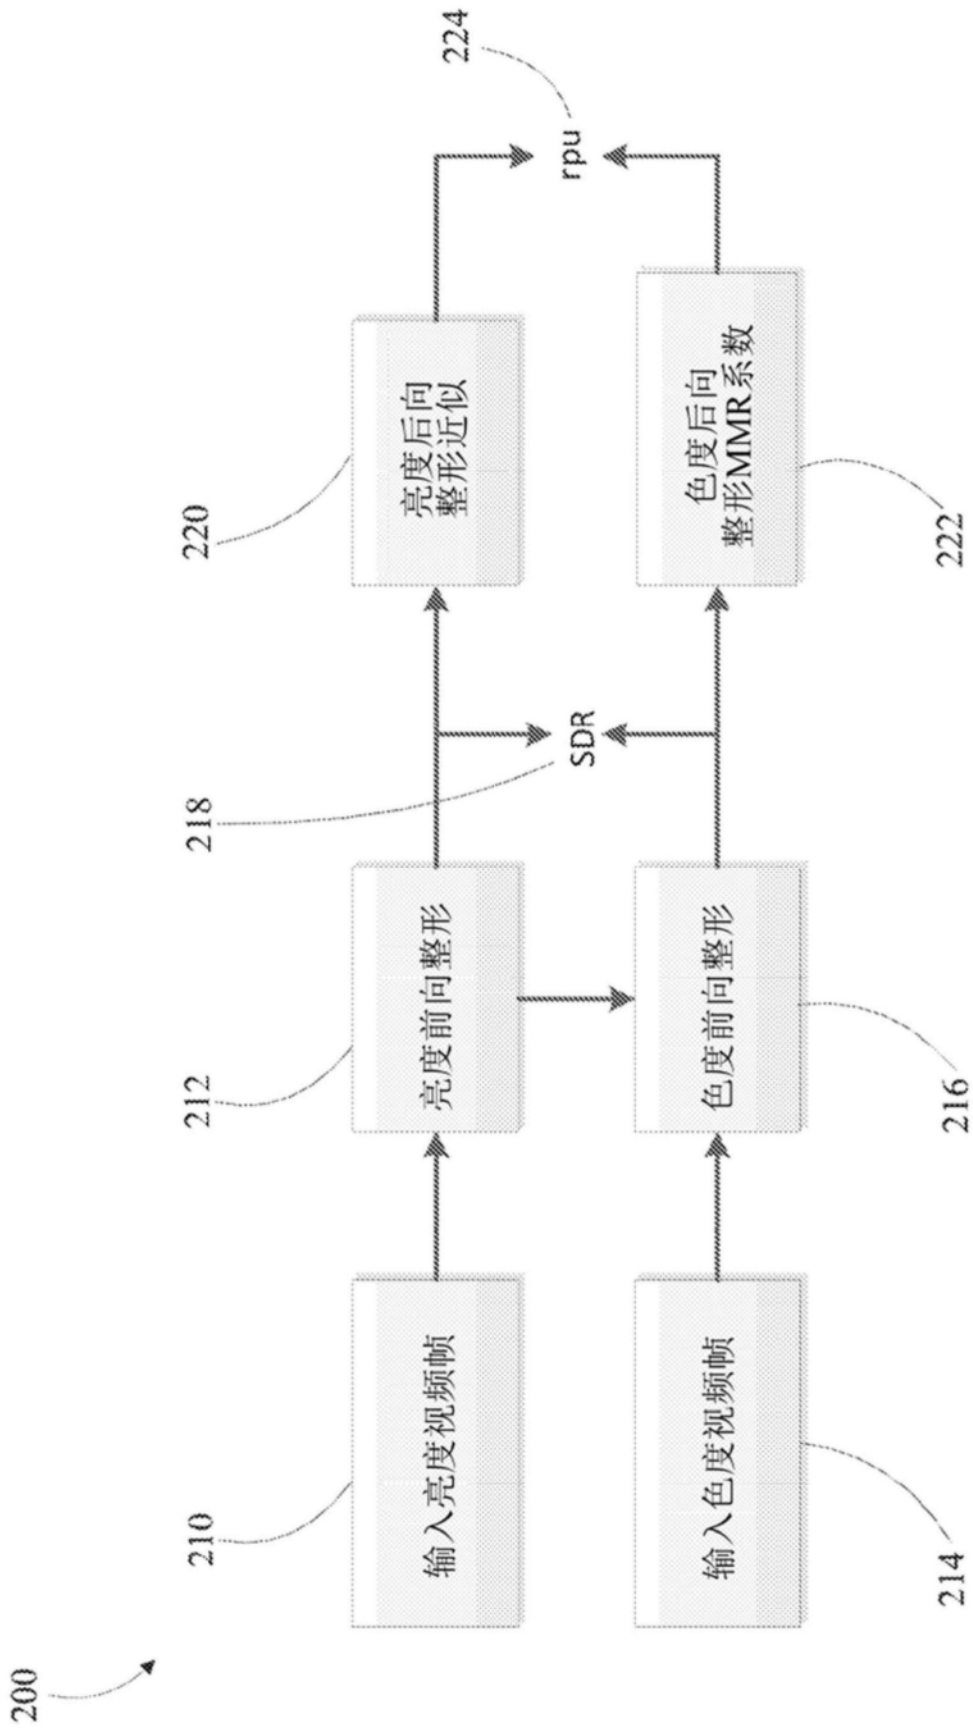 200
210
输入亮度视频帧
212
亮度前向整形
218
SDR
220
亮度后向
整形近似
224
rpu
214
输入色度视频帧
216
色度前向整形
222
色度后向
整形MMR系数